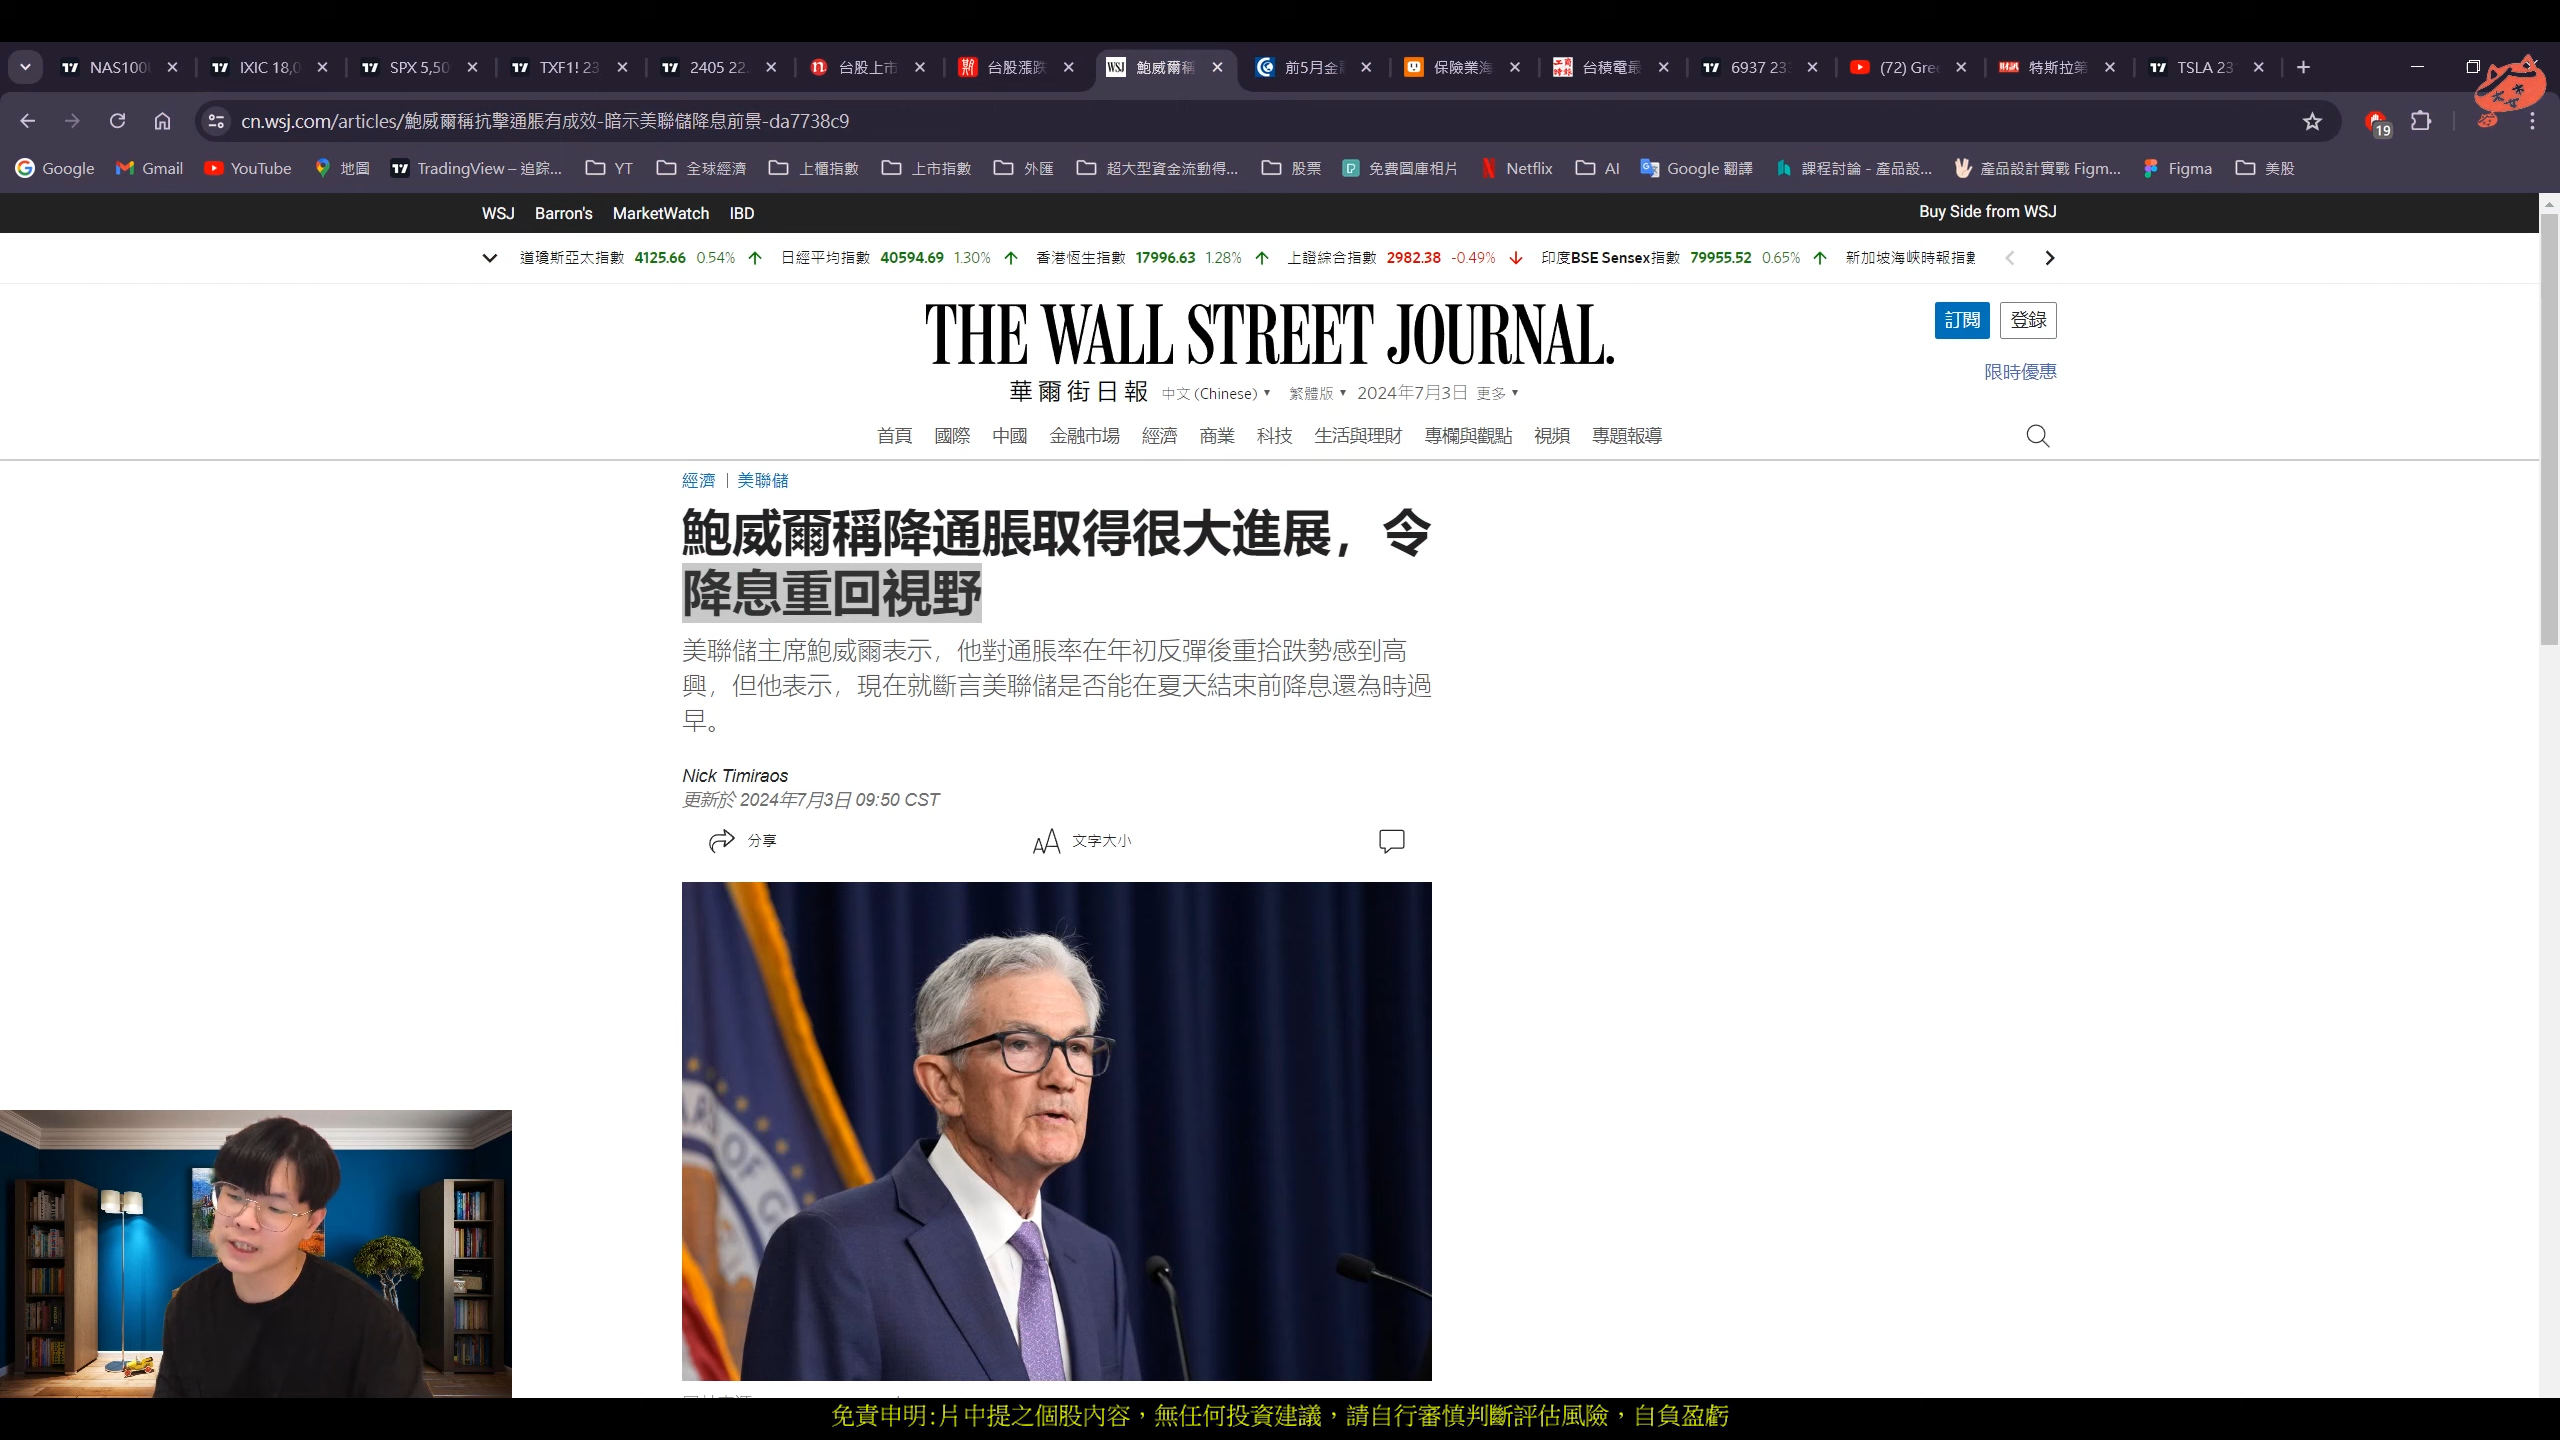 NAS100
IXIC 18,0
SPX 5,50
TXF1! 23
2405 22.
台股上市
台股漲跌
鮑威爾稱
前5月金
保險業海
台積電最
6937 23
(72) Gre
特斯拉第
TSLA 23
cn.wsj.com/articles/鮑威爾稱抗擊通脹有成效-暗示美聯儲降息前景-da7738c9
19
Google
Gmail
YouTube
地圖
TradingView – 追踪...
YT
全球經濟
上櫃指數
上市指數
外匯
超大型資金流動得...
股票
免費圖庫相片
Netflix
AI
Google 翻譯
課程討論 - 產品設...
產品設計實戰 Figm...
Figma
美股
WSJ Barron's MarketWatch IBD
Buy Side from WSJ
道瓊斯亞太指數 4125.66 0.54% 日經平均指數 40594.69 1.30% 香港恆生指數 17996.63 1.28% 上證綜合指數 2982.38 -0.49% 印度BSE Sensex指數 79955.52 0.65% 新加坡海峽時報指數
THE WALL STREET JOURNAL.
訂閱 登錄
限時優惠
華爾街日報 中文 (Chinese) 繁體版 2024年7月3日 更多
首頁 國際 中國 金融市場 經濟 商業 科技 生活與理財 專欄與觀點 視頻 專題報導
經濟 | 美聯儲
鮑威爾稱降通脹取得很大進展，令
降息重回視野
美聯儲主席鮑威爾表示，他對通脹率在年初反彈後重拾跌勢感到高
興，但他表示，現在就斷言美聯儲是否能在夏天結束前降息還為時過
早。
Nick Timiraos
更新於 2024年7月3日 09:50 CST
分享
文字大小
免責申明:片中提之個股內容，無任何投資建議，請自行審慎判斷評估風險，自負盈虧